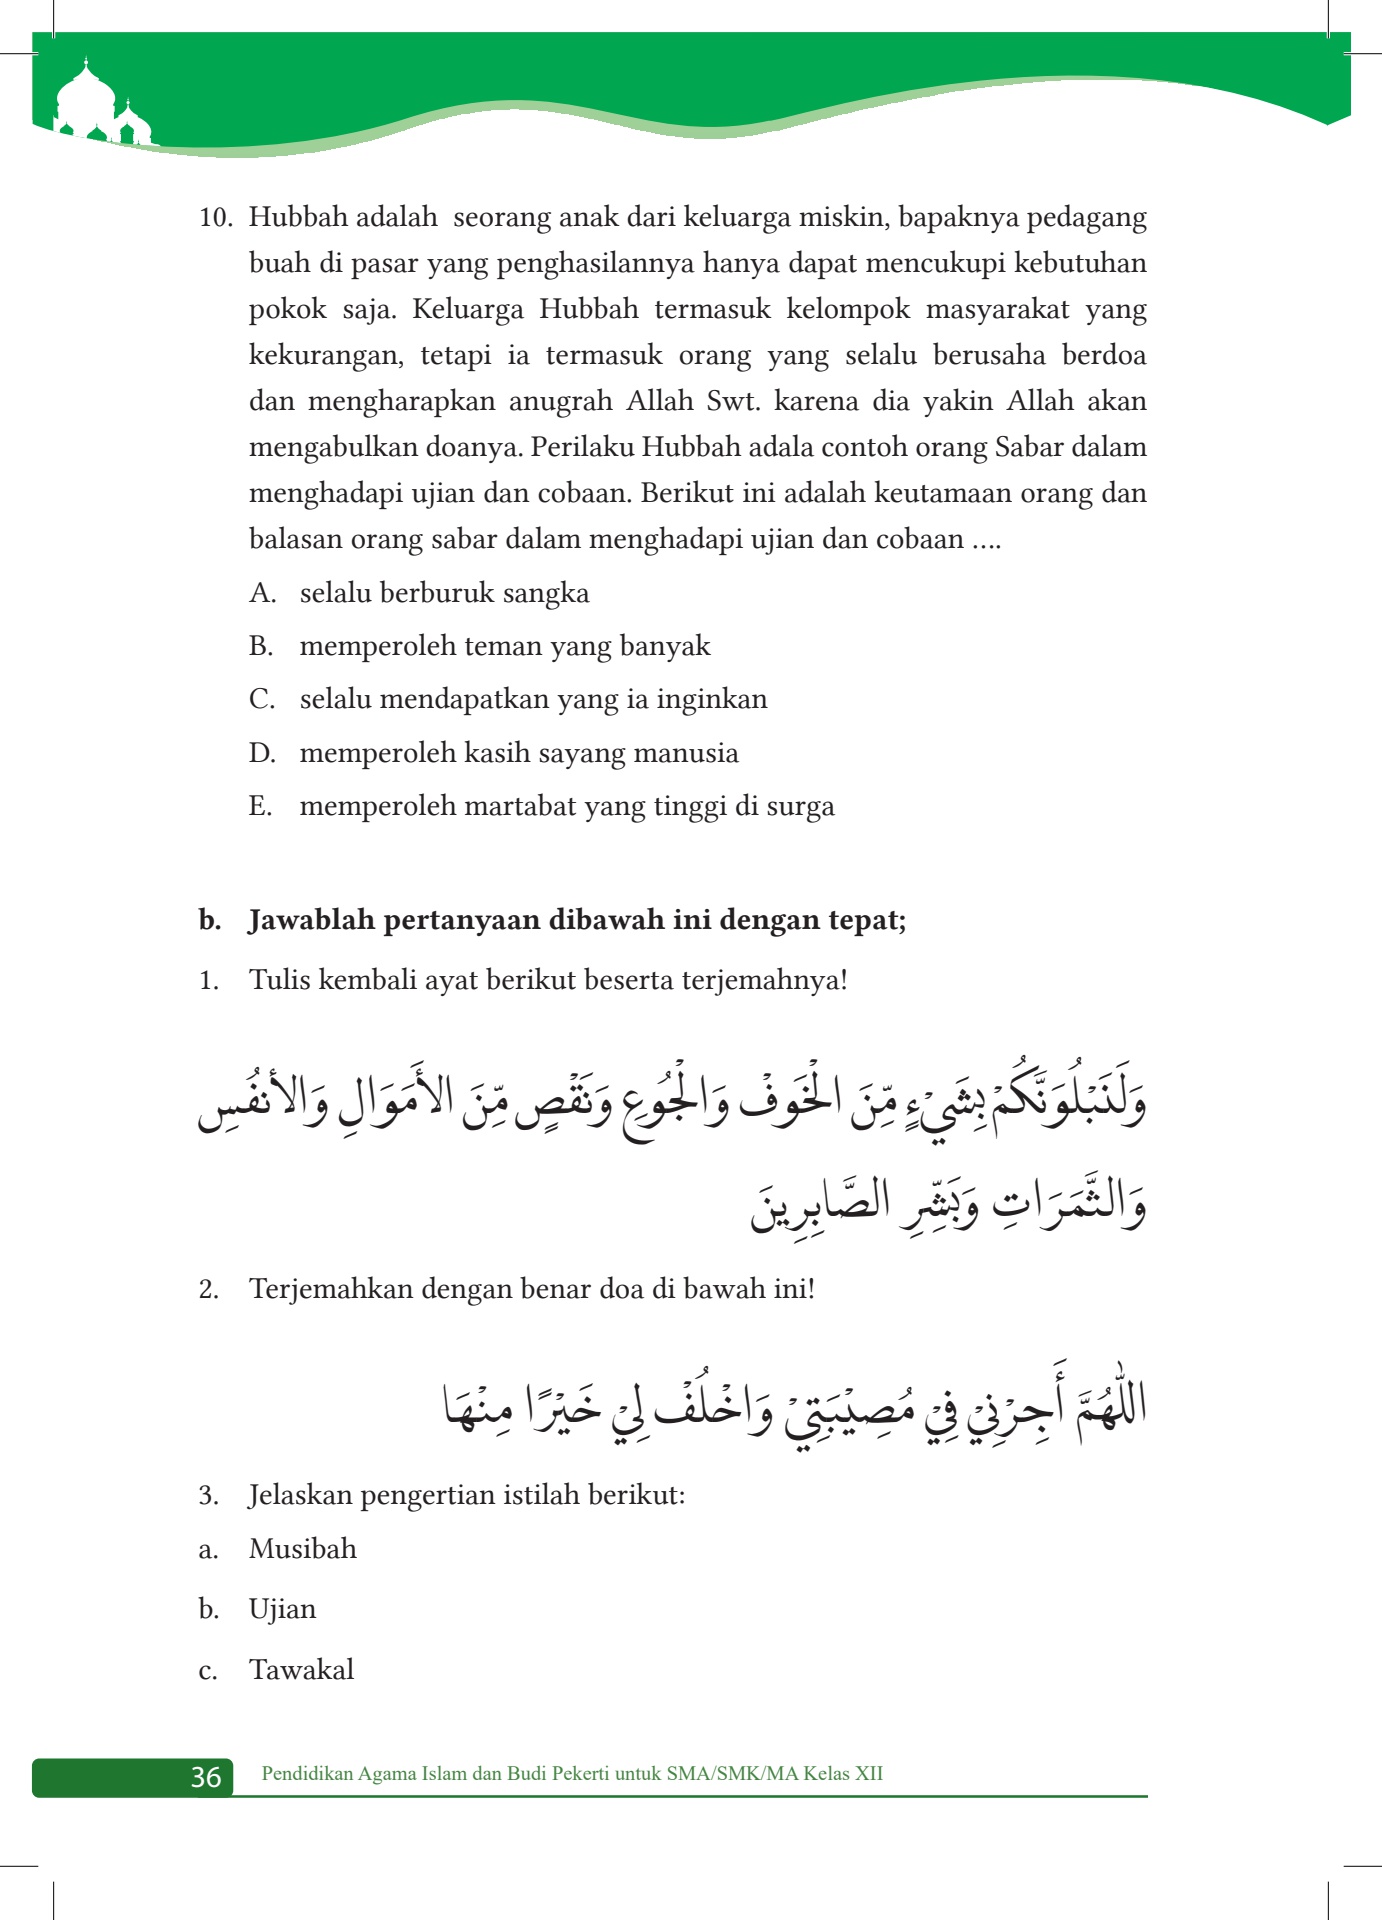 10. Hubbah adalah seorang anak dari keluarga miskin, bapaknya pedagang
buah di pasar yang penghasilannya hanya dapat mencukupi kebutuhan
pokok saja. Keluarga Hubbah termasuk kelompok masyarakat yang
kekurangan, tetapi ia termasuk orang yang selalu berusaha berdoa
dan mengharapkan anugrah Allah Swt. karena dia yakin Allah akan
mengabulkan doanya. Perilaku Hubbah adala contoh orang Sabar dalam
menghadapi ujian dan cobaan. Berikut ini adalah keutamaan orang dan
balasan orang sabar dalam menghadapi ujian dan cobaan ....
A. selalu berburuk sangka
B. memperoleh teman yang banyak
C. selalu mendapatkan yang ia inginkan
D. memperoleh kasih sayang manusia
E. memperoleh martabat yang tinggi di surga
b. Jawablah pertanyaan dibawah ini dengan tepat;
1. Tulis kembali ayat berikut beserta terjemahnya!
وَلَنَبْلُوَنَّكُمْ بِشَيْءٍ مِّنَ الْخَوَفْ وَالْجُوُعِ وَنَقْصٍ مِّنَ الأَمَوَالِ وَالأنفُسِ
وَالثَّمَرَاتِ وَبَشِّرِ الصَّابِرِينَ
2. Terjemahkan dengan benar doa di bawah ini!
اللّٰهُمَّ أَجِرْنِيْ فِيْ مُصِيْبَتِيْ وَاخْلُفْ لِيْ خَيْرًا مِنْهَا
3. Jelaskan pengertian istilah berikut:
a. Musibah
b. Ujian
c. Tawakal
36 Pendidikan Agama Islam dan Budi Pekerti untuk SMA/SMK/MA Kelas XII